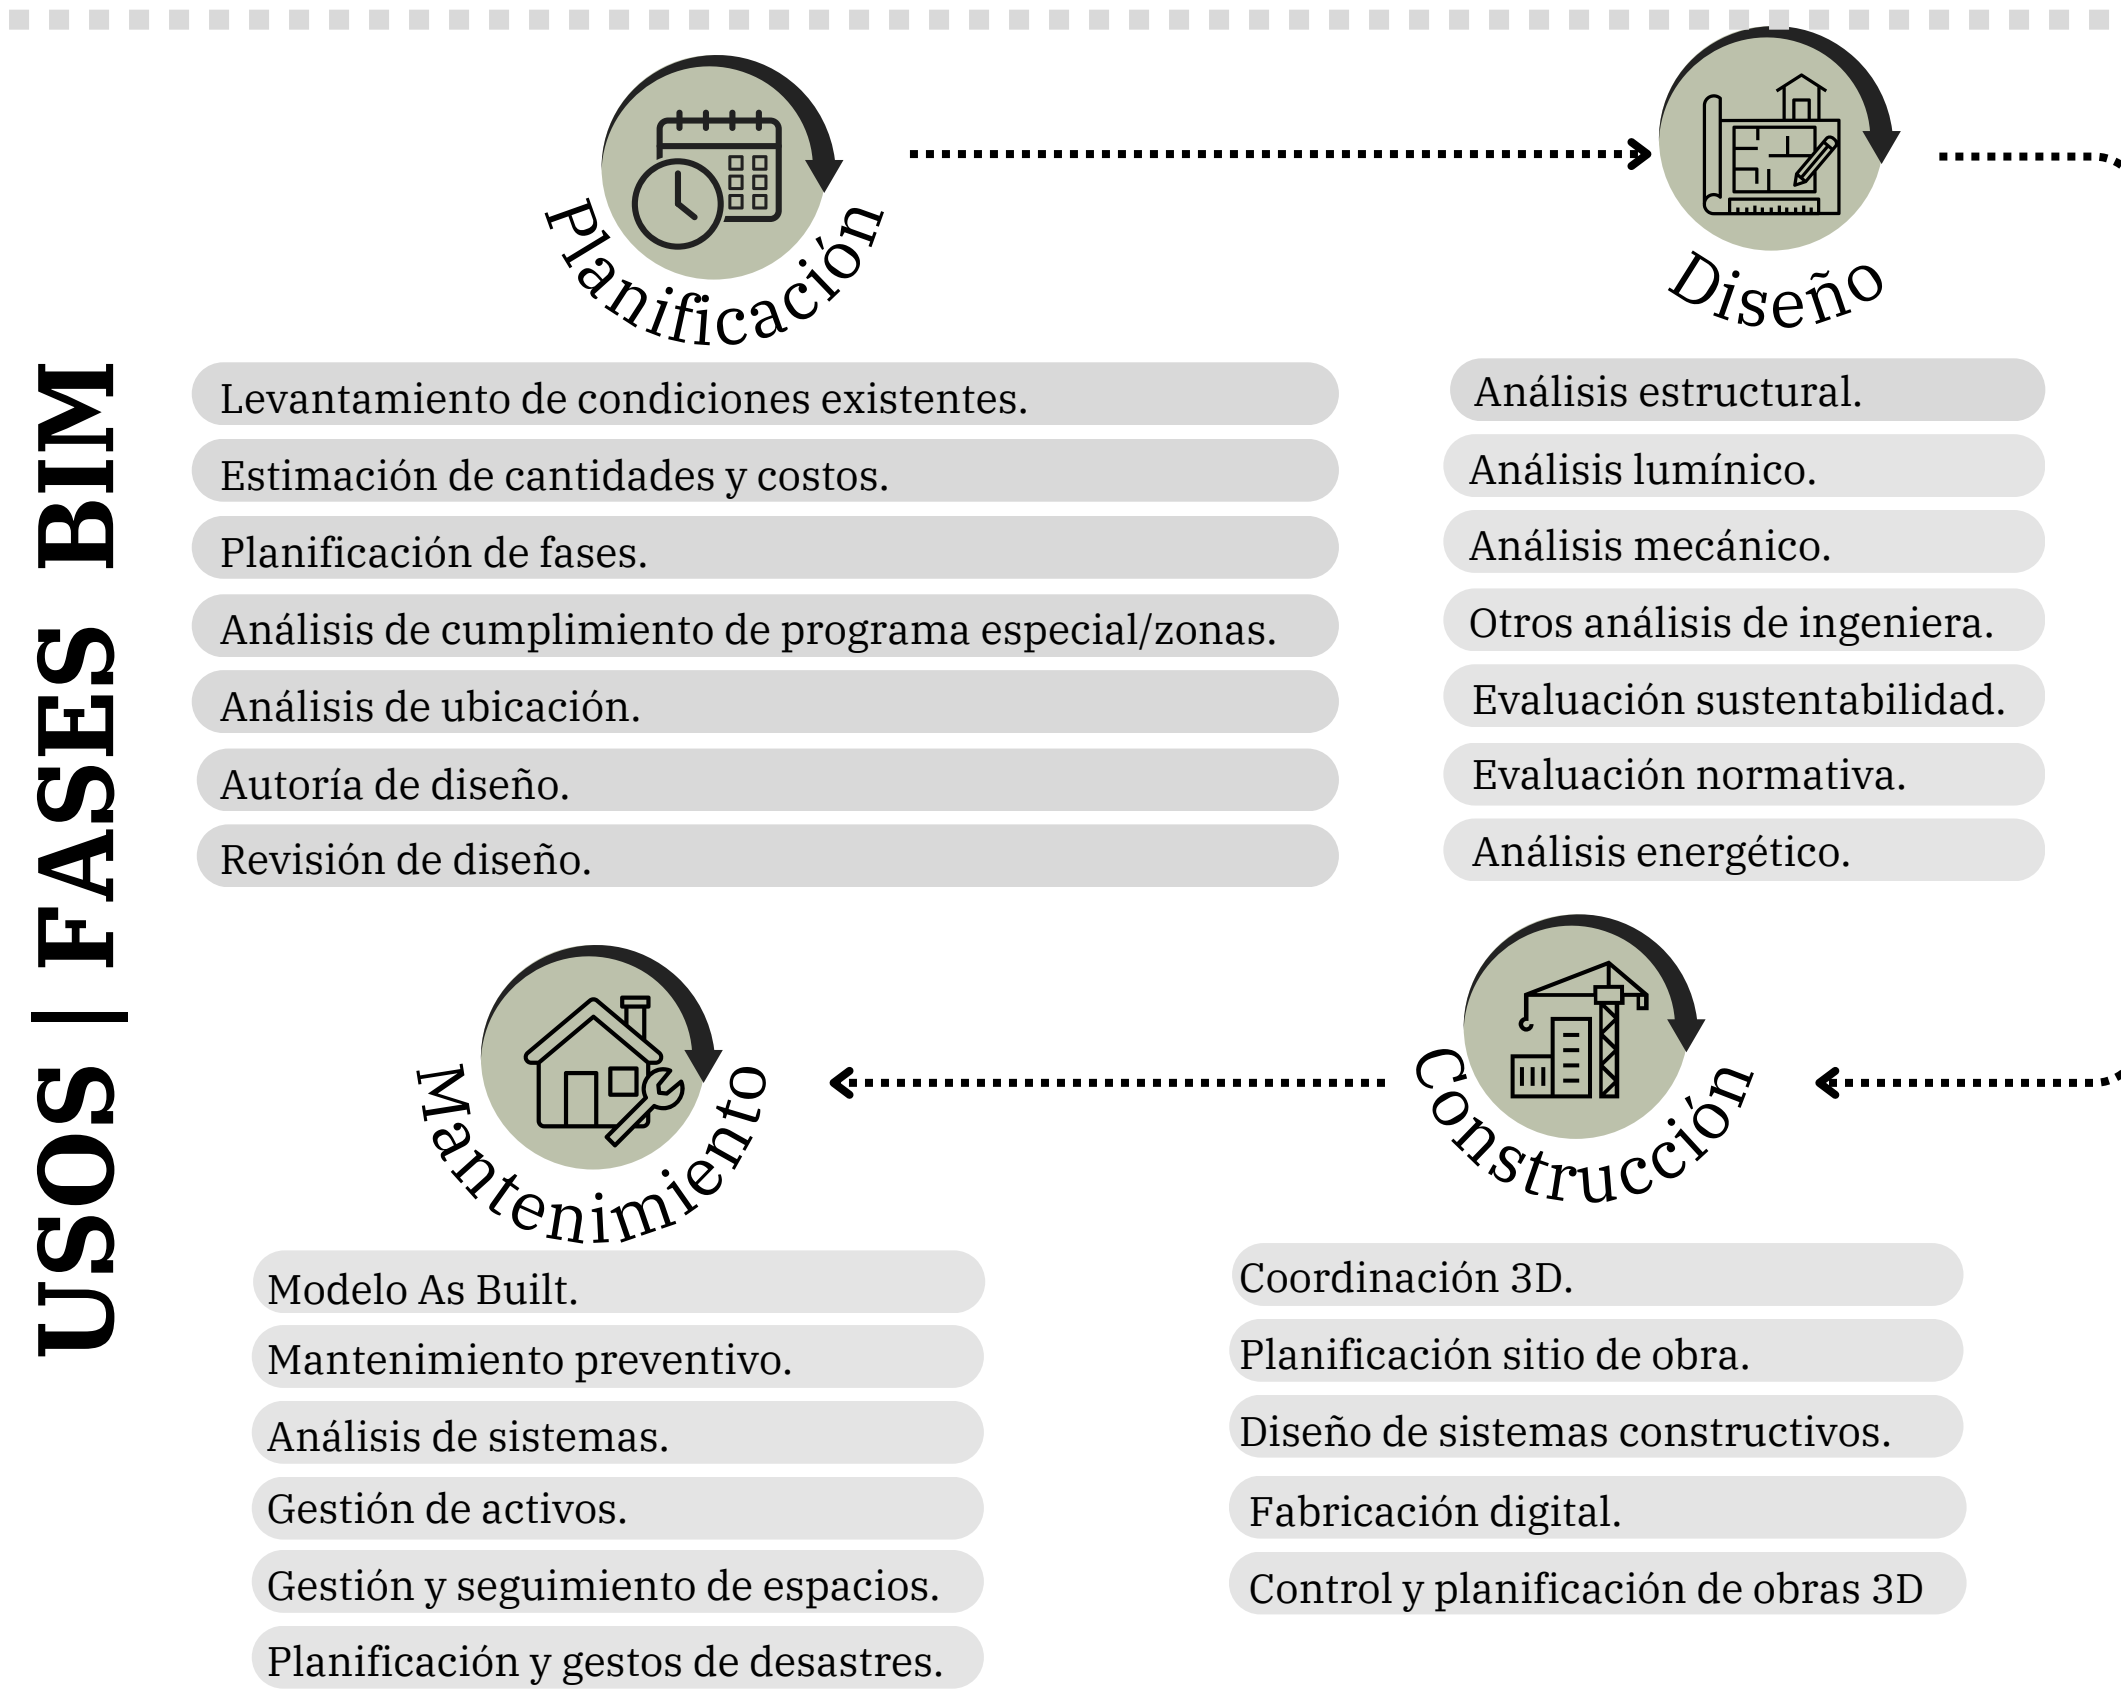 USOS | FASES BIM
Planificación
Levantamiento de condiciones existentes.
Estimación de cantidades y costos.
Planificación de fases.
Análisis de cumplimiento de programa especial/zonas.
Análisis de ubicación.
Autoría de diseño.
Revisión de diseño.
Diseño
Análisis estructural.
Análisis lumínico.
Análisis mecánico.
Otros análisis de ingeniera.
Evaluación sustentabilidad.
Evaluación normativa.
Análisis energético.
Construcción
Coordinación 3D.
Planificación sitio de obra.
Diseño de sistemas constructivos.
Fabricación digital.
Control y planificación de obras 3D
Mantenimiento
Modelo As Built.
Mantenimiento preventivo.
Análisis de sistemas.
Gestión de activos.
Gestión y seguimiento de espacios.
Planificación y gestos de desastres.